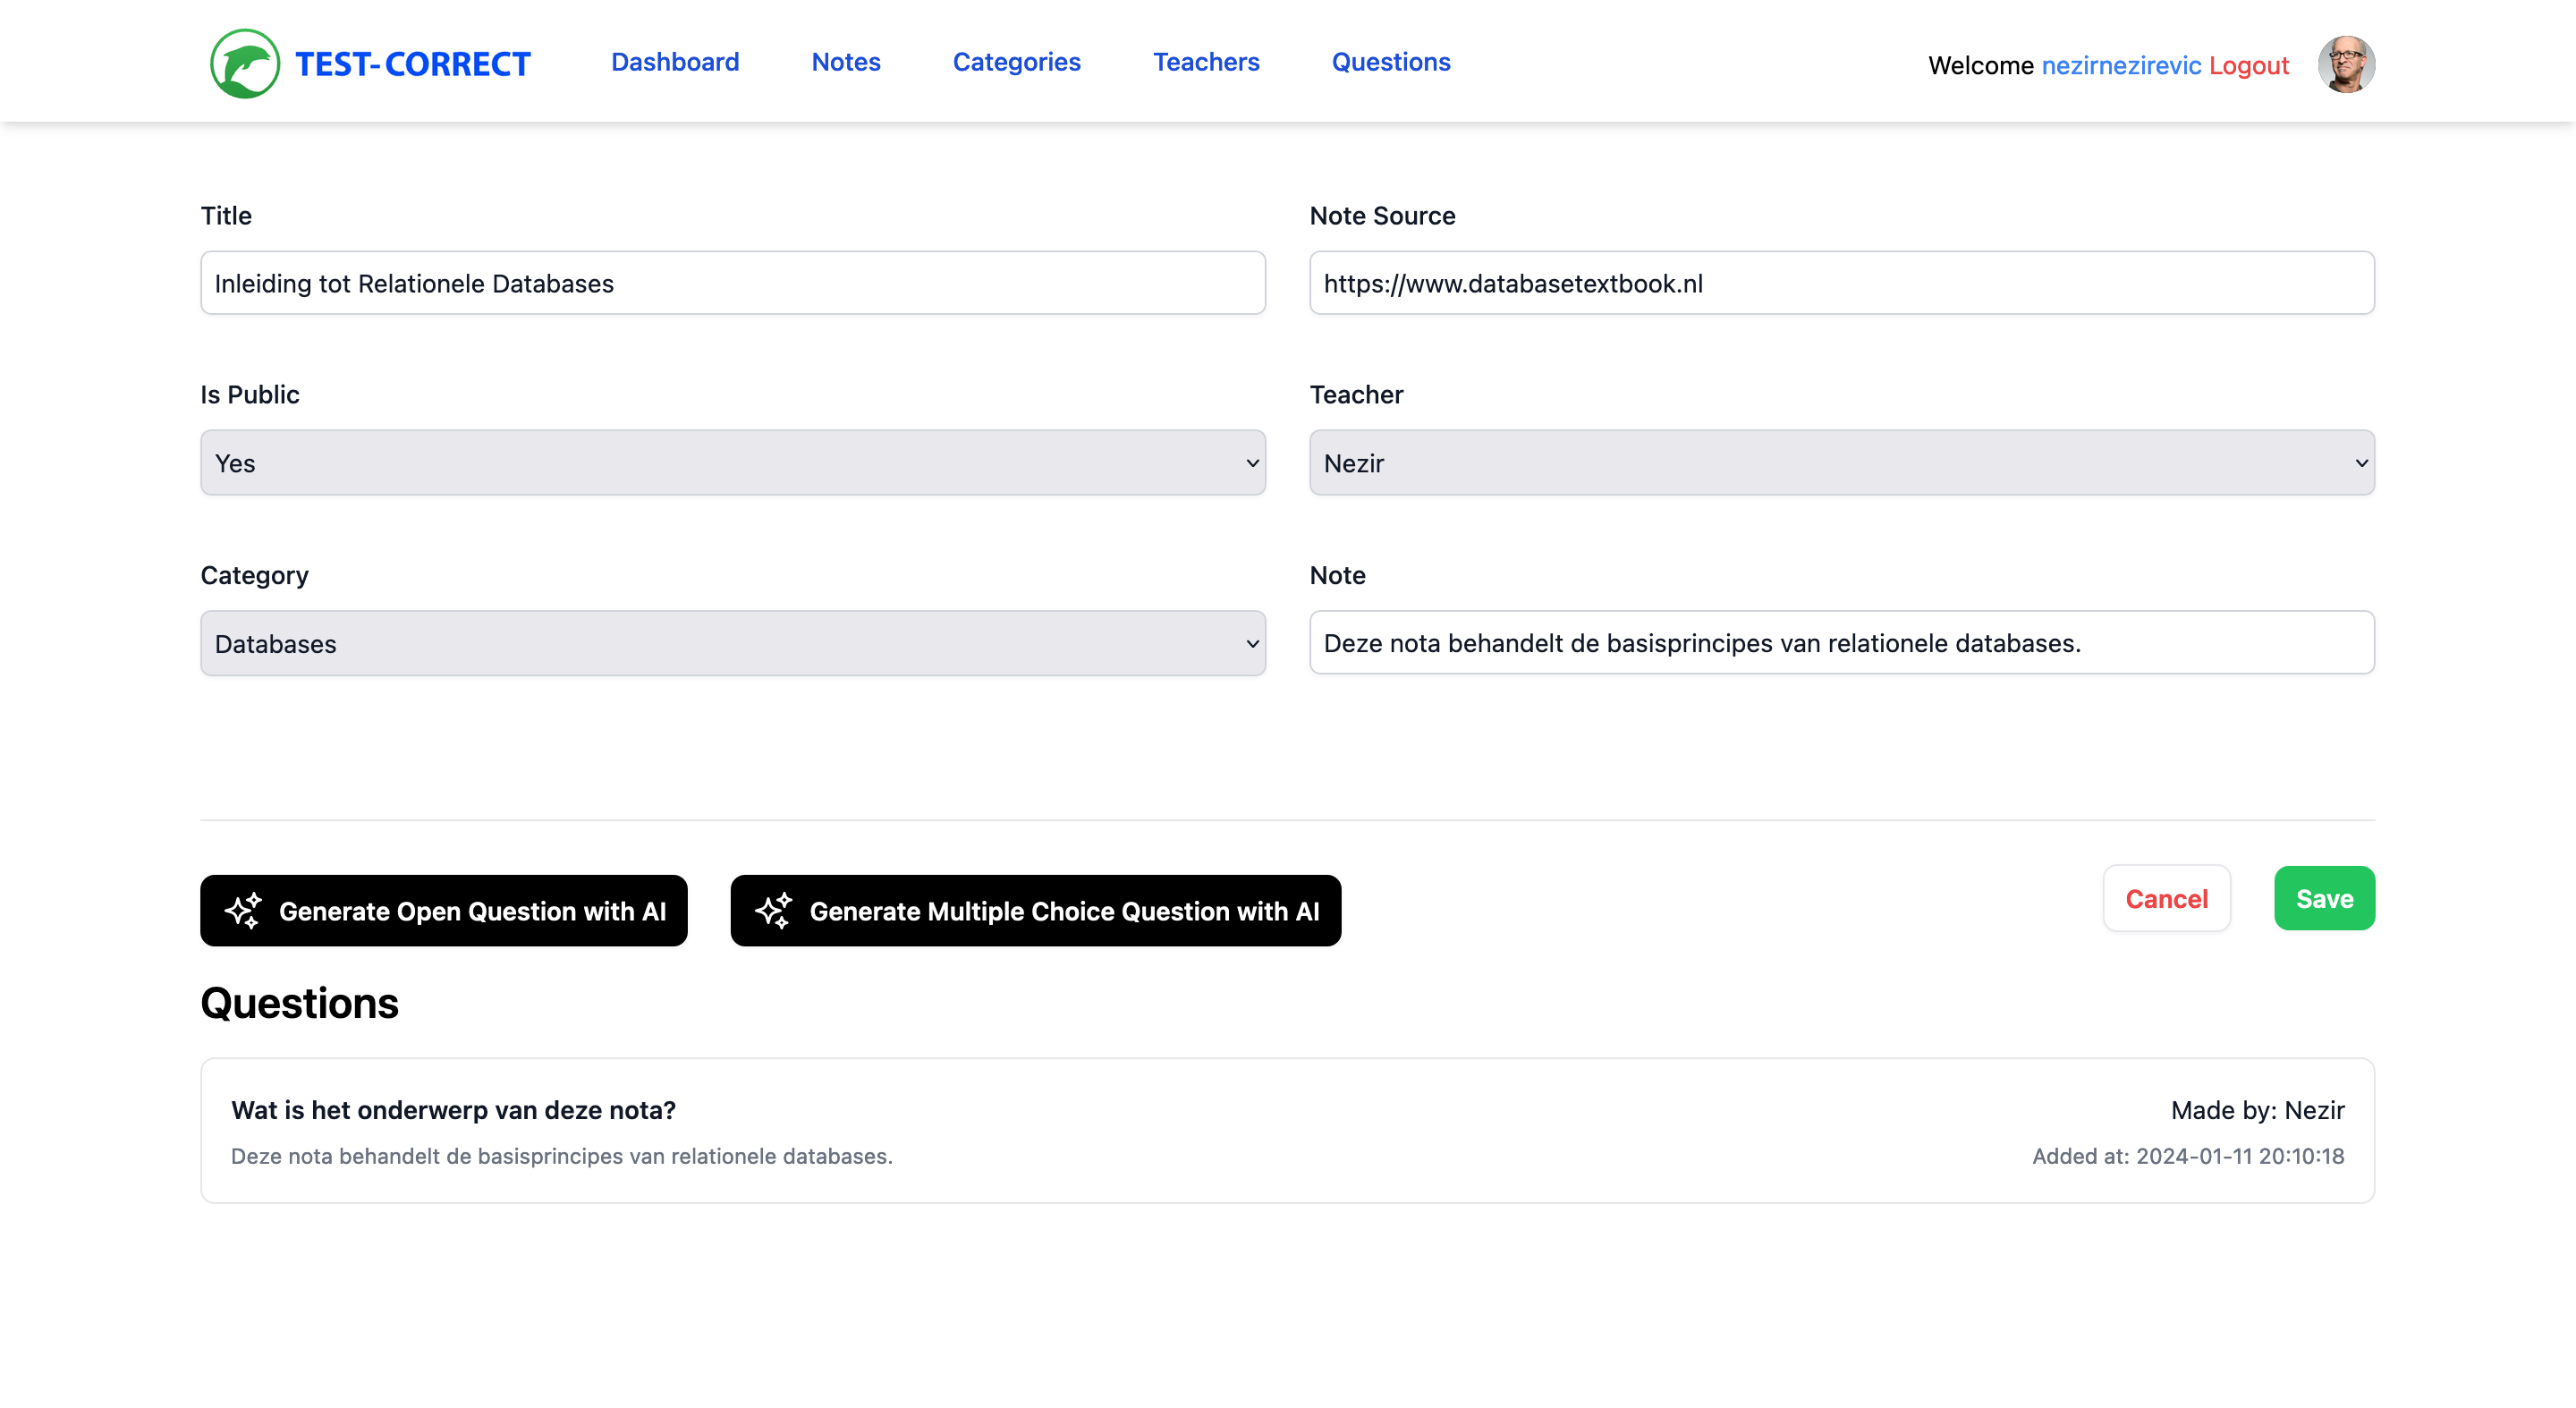 TEST-CORRECT Dashboard Notes Categories Teachers Questions Welcome nezirnezirevic Logout
Title
Inleiding tot Relationele Databases
Note Source
https://www.databasetextbook.nl
Is Public
Yes
Teacher
Nezir
Category
Databases
Note
Deze nota behandelt de basisprincipes van relationele databases.
Generate Open Question with AI
Generate Multiple Choice Question with AI
Cancel
Save
Questions
Wat is het onderwerp van deze nota?
Made by: Nezir
Deze nota behandelt de basisprincipes van relationele databases.
Added at: 2024-01-11 20:10:18